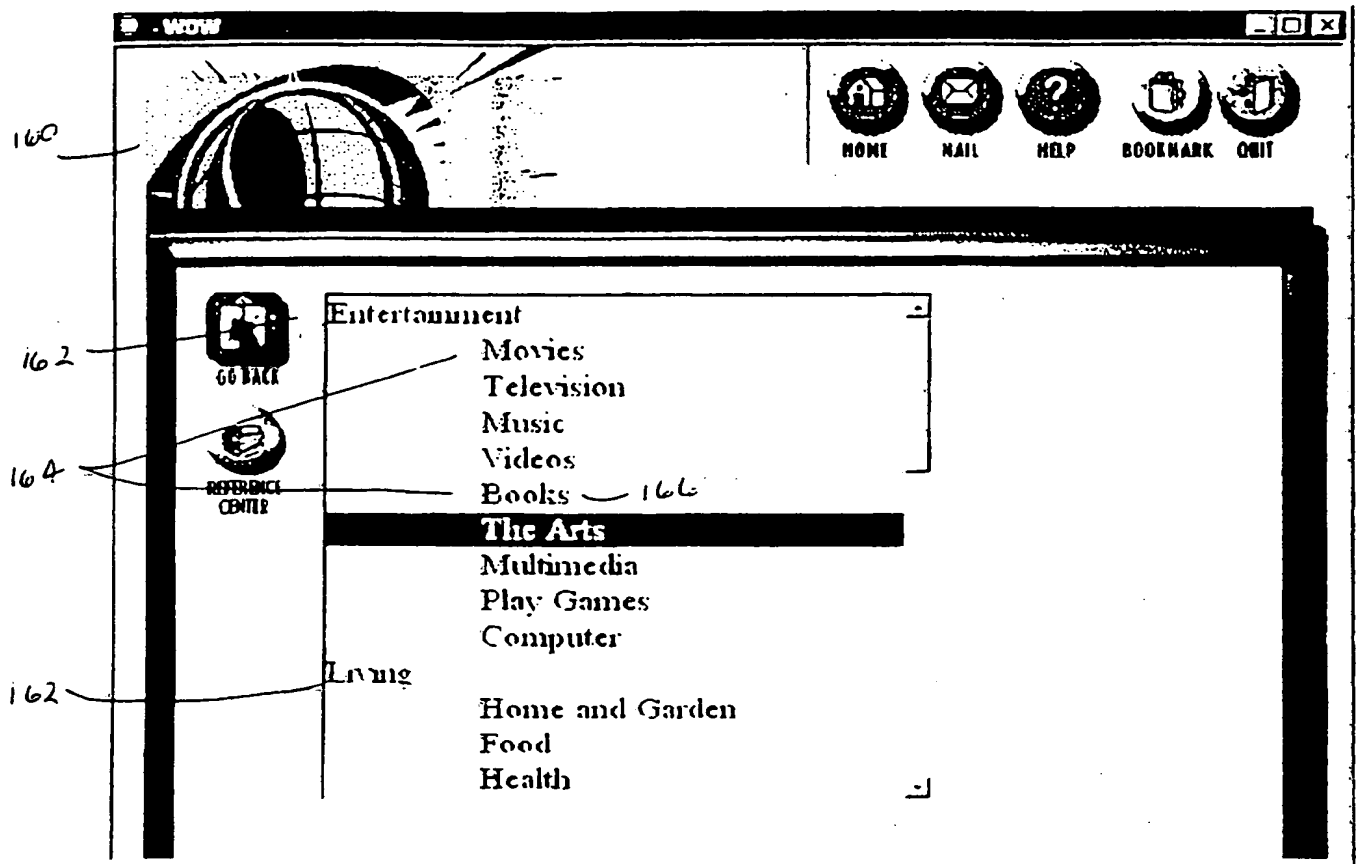 . WOW
160
HOME MAIL HELP BOOKMARK QUIT
Entertainment
162
GO BACK
Movies
Television
Music
Videos
164
REFERENCE
CENTER
Books 166
The Arts
Multimedia
Play Games
Computer
162
Living
Home and Garden
Food
Health